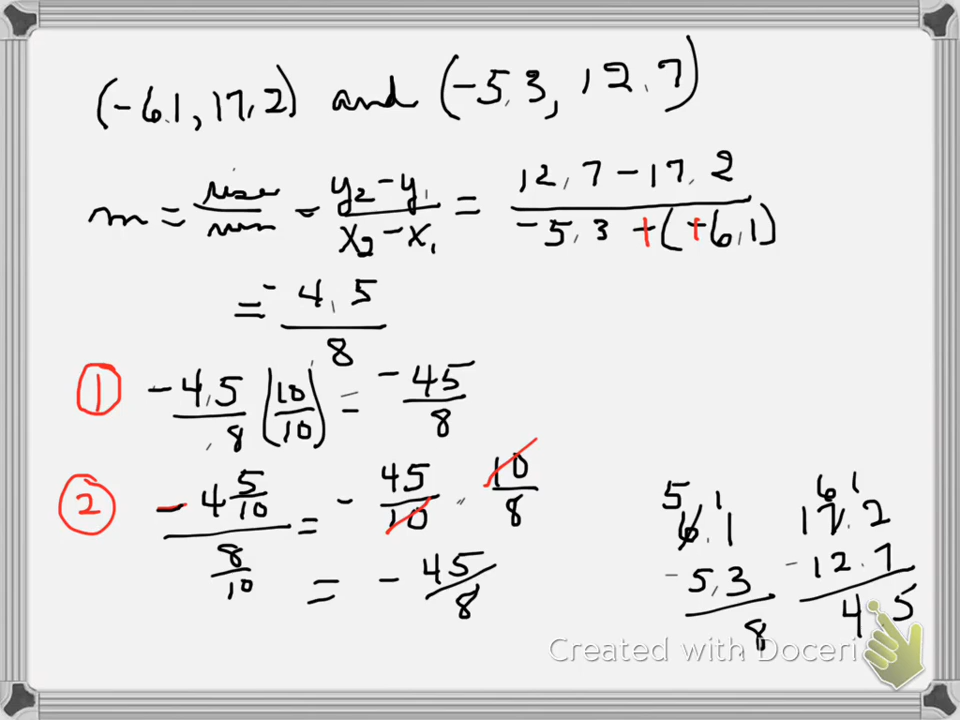 (-6.1, 17.2) and (-5.3, 12.7)
m = rise/run = y₂-y₁/x₂-x₁ = 12.7-17.2/-5.3+(+6.1)
= -4.5/.8
① -4.5/.8 (10/10) = -45/8
② -4 5/10 / 8/10 = -45/10 · 10/8
= -45/8
5 1 6 1
6.1 17.2
-5.3 -12.7
.8 4.5
Created with Doceri